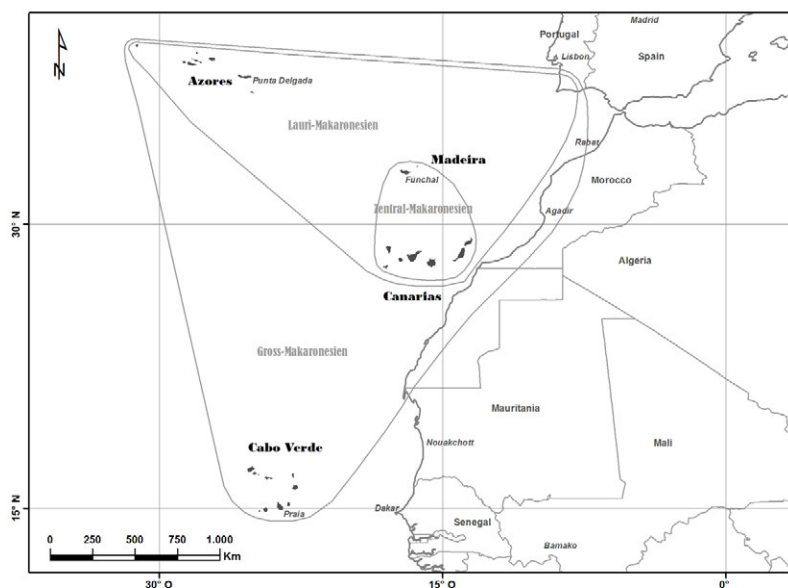 Madrid
Portugal
Lisbon
Spain
Azores
Punta Delgada
Lauri-Makaronesien
Rabat
Madeira
Funchal
Morocco
Zentral-Makaronesien
Agadir
30° N
Algeria
Canarias
Gross-Makaronesien
Mauritania
Cabo Verde
Nouakchott
Mali
15° N
Praia
Dakar
Senegal
Bamako
N
0 250 500 750 1.000
Km
30° O
15° O
0°